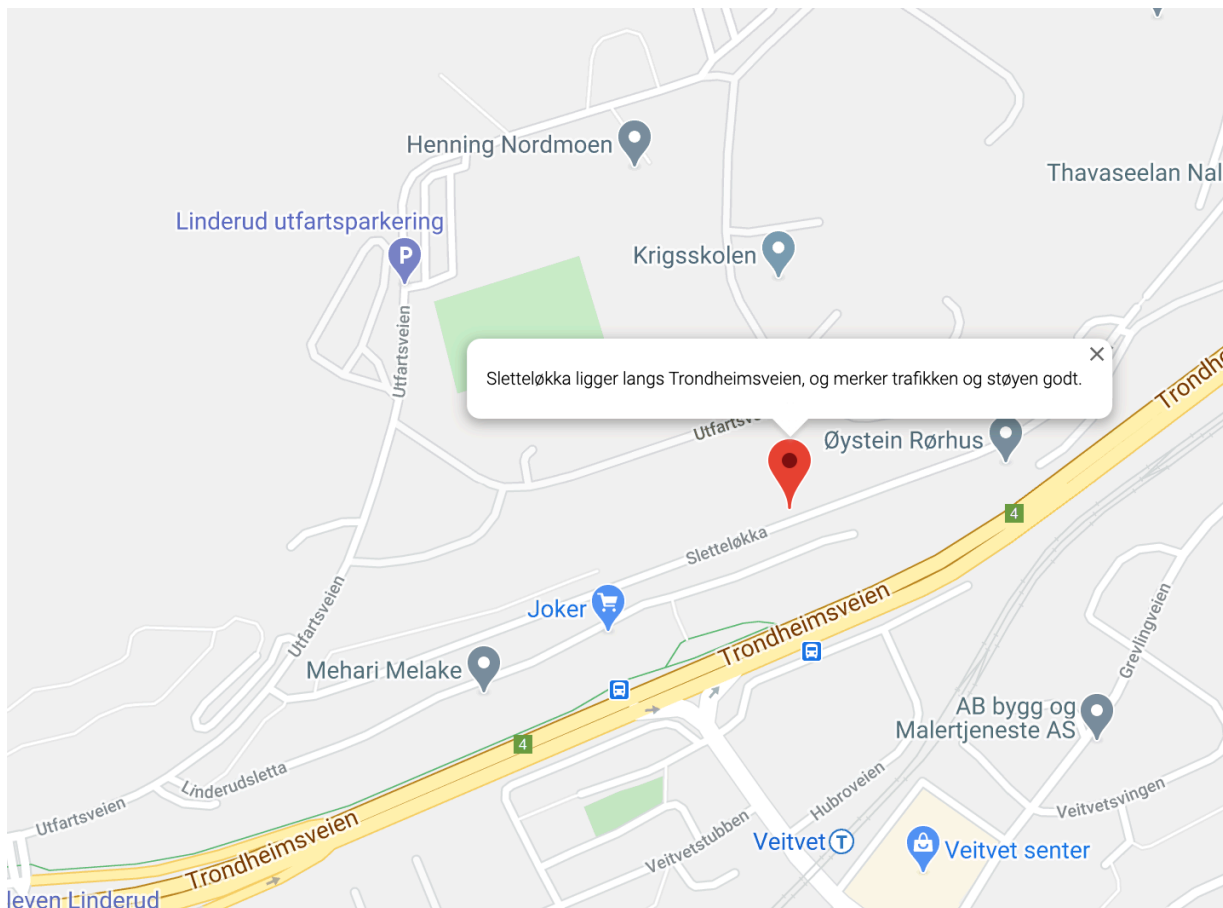 Henning Nordmoen
Thavaseelan Nal
Linderud utfartsparkering
P
Krigsskolen
Utfartsveien
Sletteløkka ligger langs Trondheimsveien, og merker trafikken og støyen godt.
Trondhe
Utfartsv
Øystein Rørhus
4
Sletteløkka
Utfartsveien
Joker
Trondheimsveien
Grevlingveien
Mehari Melake
AB bygg og
Malertjeneste AS
4
Linderudsletta
Hubroveien
Utfartsveien
Veitvetsvingen
Trondheimsveien
Veitvetstubben
Veitvet T
Veitvet senter
leven Linderud